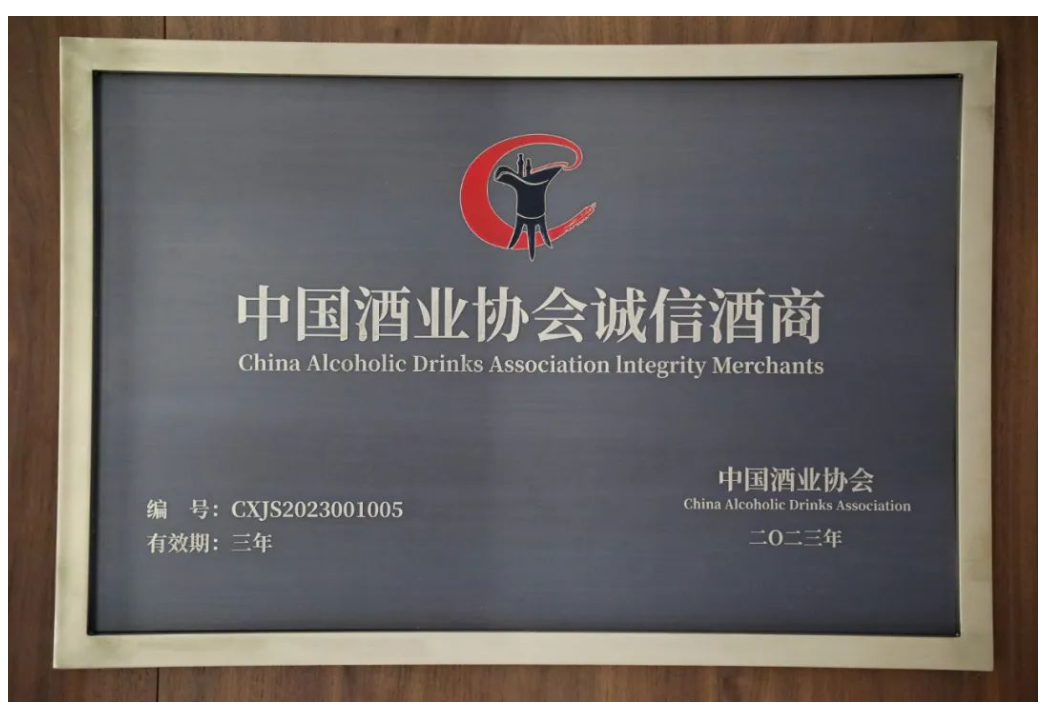 中国酒业协会诚信酒商
China Alcoholic Drinks Association Integrity Merchants
编 号：CXJS2023001005
有效期：三年
中国酒业协会
China Alcoholic Drinks Association
二〇二三年